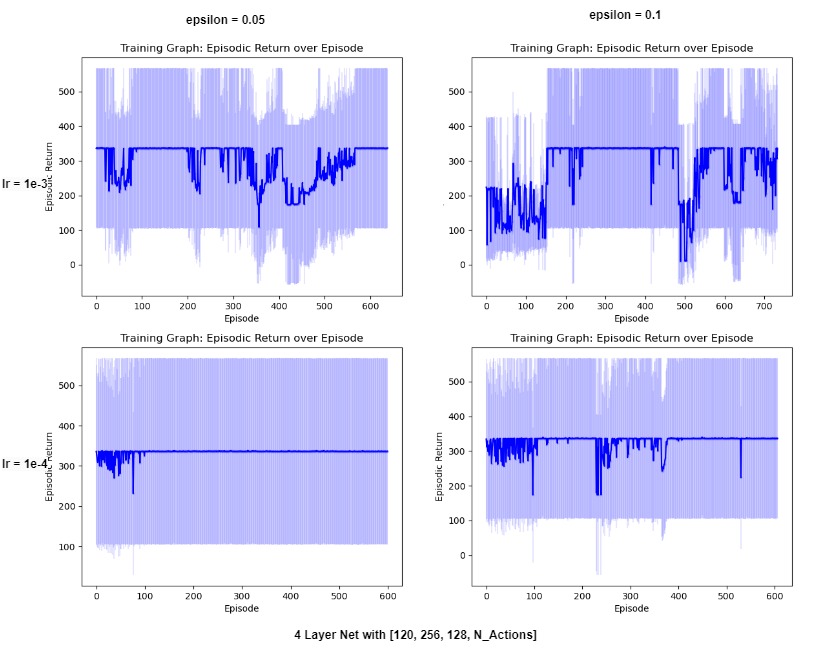 epsilon = 0.05
epsilon = 0.1
Training Graph: Episodic Return over Episode
Training Graph: Episodic Return over Episode
lr = 1e-3
Episodic Return
500
400
300
200
100
0
0 100 200 300 400 500 600
Episode
Episodic Return
500
400
300
200
100
0
0 100 200 300 400 500 600 700
Episode
Training Graph: Episodic Return over Episode
Training Graph: Episodic Return over Episode
lr = 1e-4
Episodic Return
500
400
300
200
100
0 100 200 300 400 500 600
Episode
Episodic Return
500
400
300
200
100
0
0 100 200 300 400 500 600
Episode
4 Layer Net with [120, 256, 128, N_Actions]